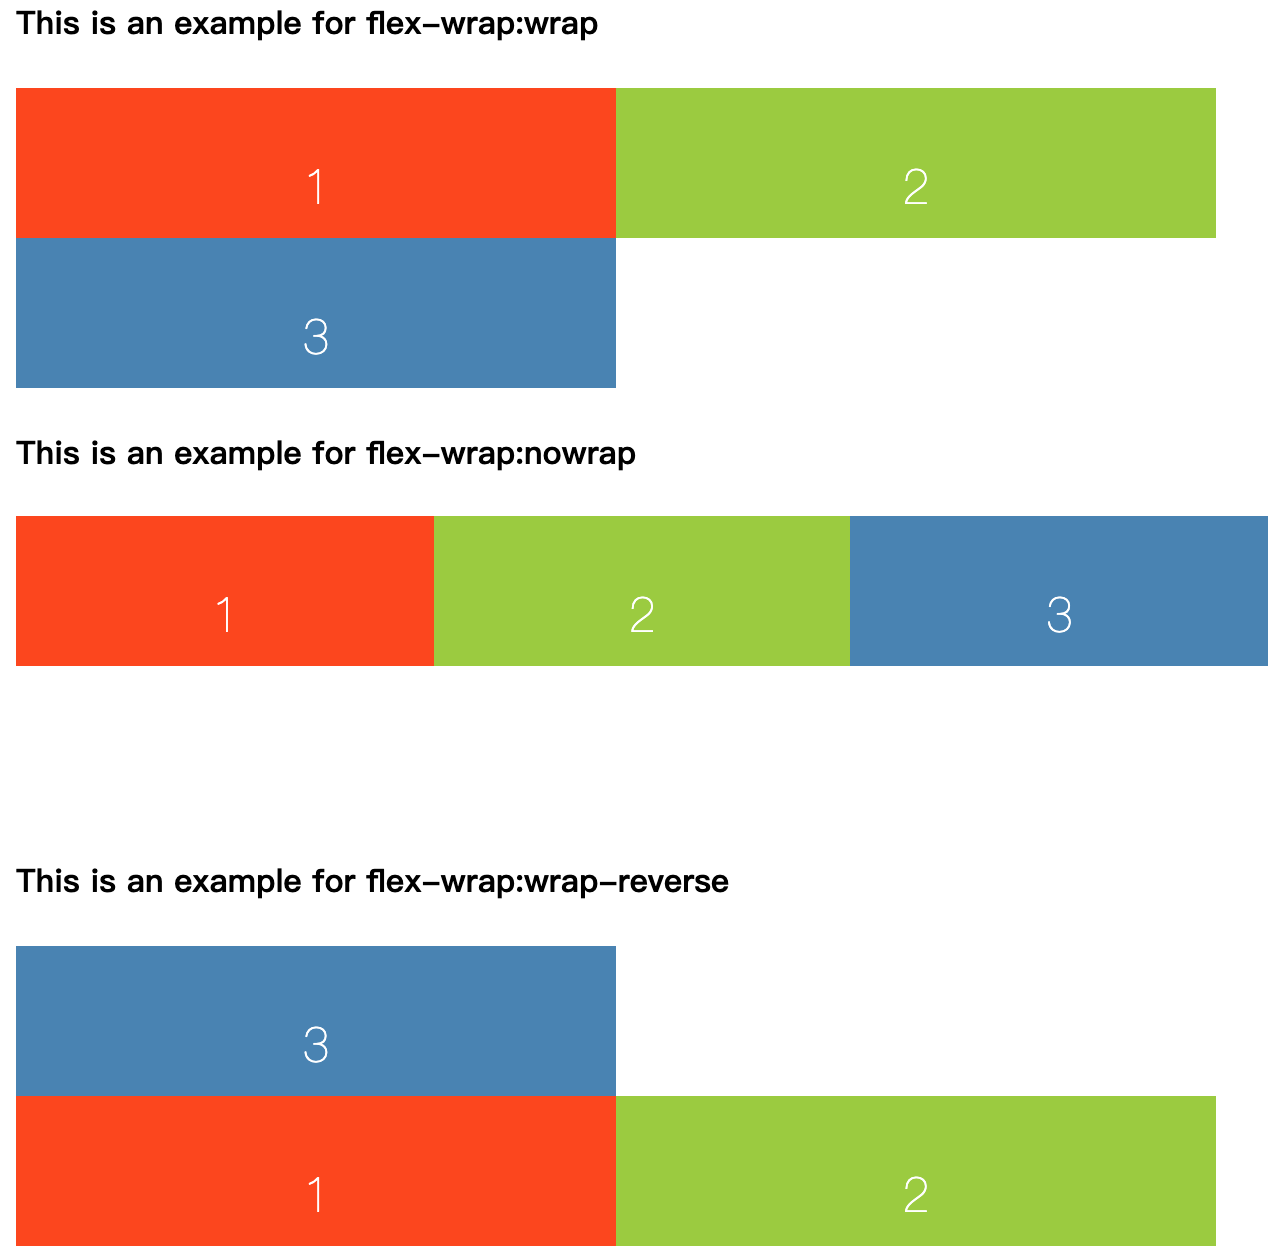 This is an example for flex-wrap:wrap
1 2
3
This is an example for flex-wrap:nowrap
1 2 3
This is an example for flex-wrap:wrap-reverse
3
1 2